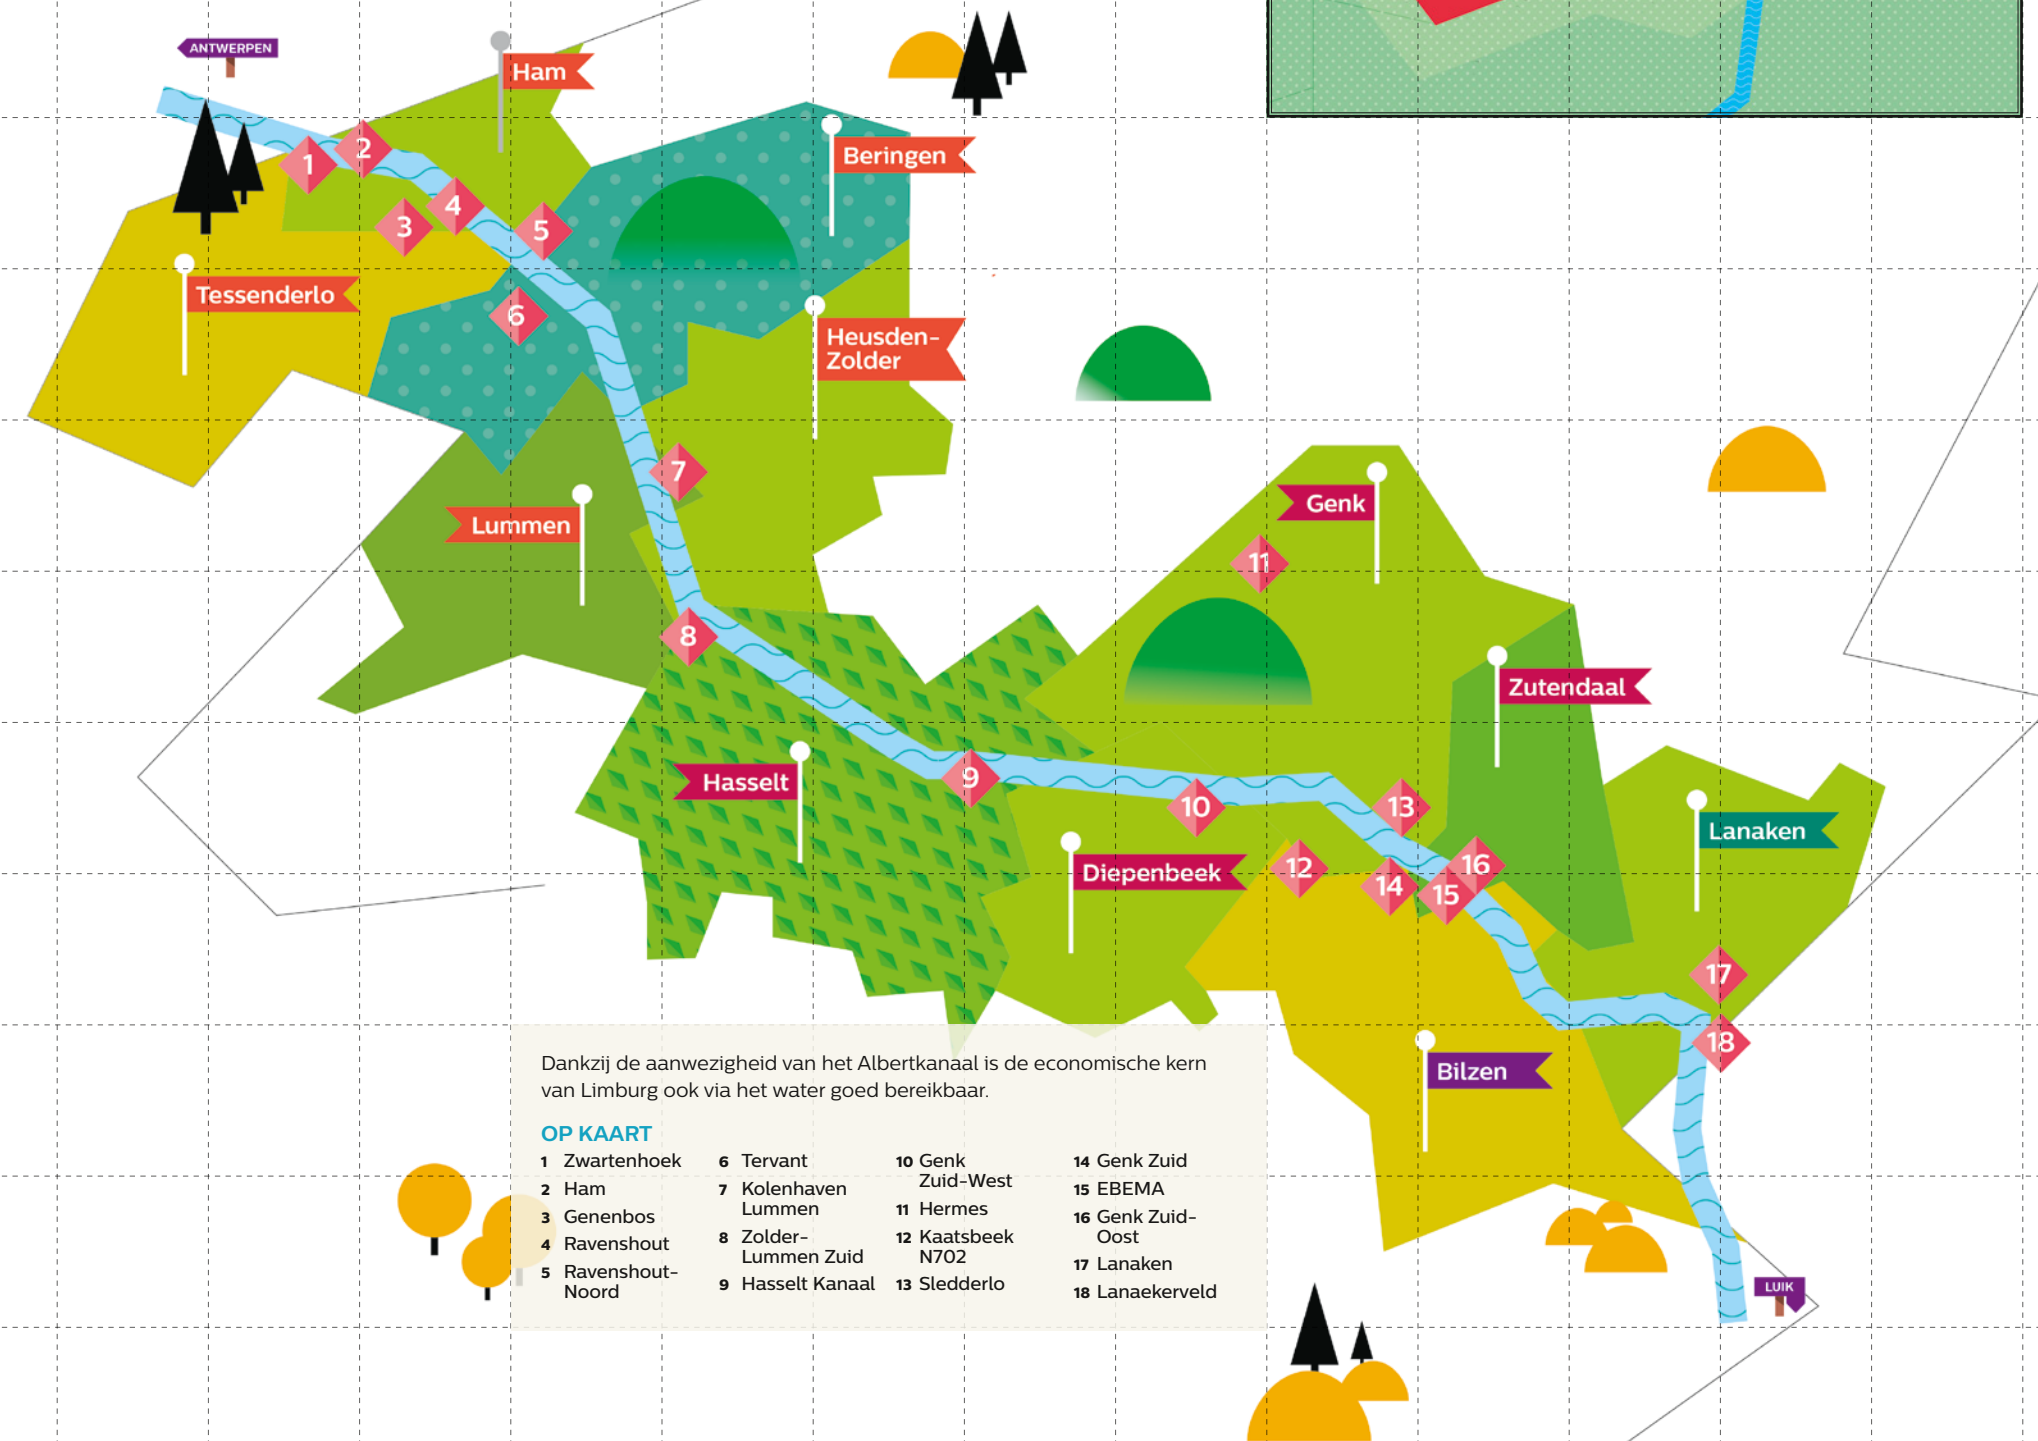 ANTWERPEN
Ham
Beringen
1
2
3
4
5
Tessenderlo
6
Heusden-
Zolder
7
Lummen
Genk
11
8
Zutendaal
Hasselt
9
10
13
Lanaken
Diepenbeek
12
14
15
16
17
18
Bilzen
Dankzij de aanwezigheid van het Albertkanaal is de economische kern
van Limburg ook via het water goed bereikbaar.
OP KAART
1 Zwartenhoek
2 Ham
3 Genenbos
4 Ravenshout
5 Ravenshout-
Noord
6 Tervant
7 Kolenhaven
Lummen
8 Zolder-
Lummen Zuid
9 Hasselt Kanaal
10 Genk
Zuid-West
11 Hermes
12 Kaatsbeek
N702
13 Sledderlo
14 Genk Zuid
15 EBEMA
16 Genk Zuid-
Oost
17 Lanaken
18 Lanaekerveld
LUIK